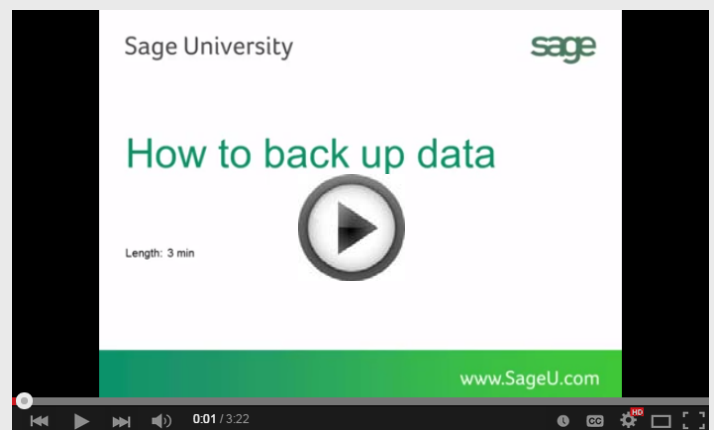 Sage University
sage
How to back up data
Length: 3 min
www.SageU.com
0:01 / 3:22
CC
HD